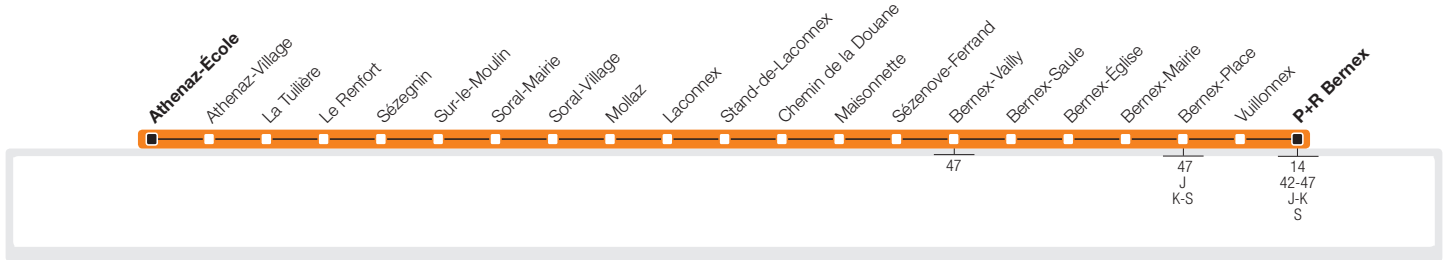 Athenaz-École
Athenaz-Village
La Tuilière
Le Renfort
Sézegnin
Sur-le-Moulin
Soral-Mairie
Soral-Village
Mollaz
Laconnex
Stand-de-Laconnex
Chemin de la Douane
Maisonnette
Sézenove-Ferrand
Bernex-Vailly
Bernex-Saule
Bernex-Église
Bernex-Mairie
Bernex-Place
Vuillonnex
P+R Bernex
47
47
J
K-S
14
42-47
J-K
S